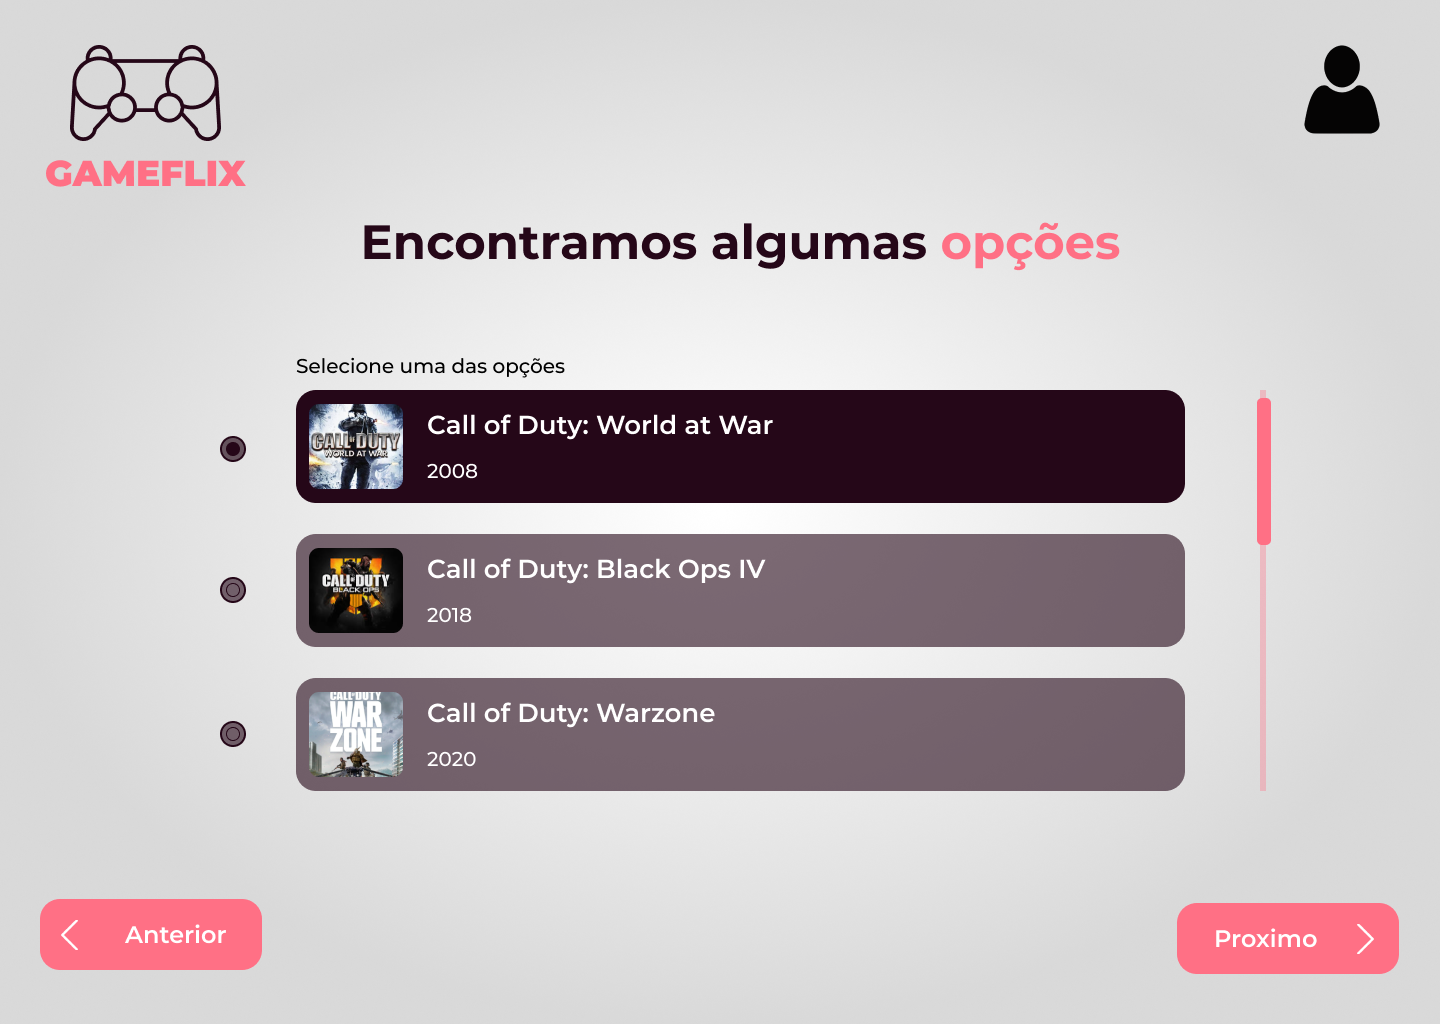 GAMEFLIX
Encontramos algumas opções
Selecione uma das opções
CALL OF DUTY
WORLD AT WAR
Call of Duty: World at War
2008
CALL OF DUTY
BLACK OPS
Call of Duty: Black Ops IV
2018
CALL OF DUTY
WAR
ZONE
Call of Duty: Warzone
2020
Anterior
Proximo